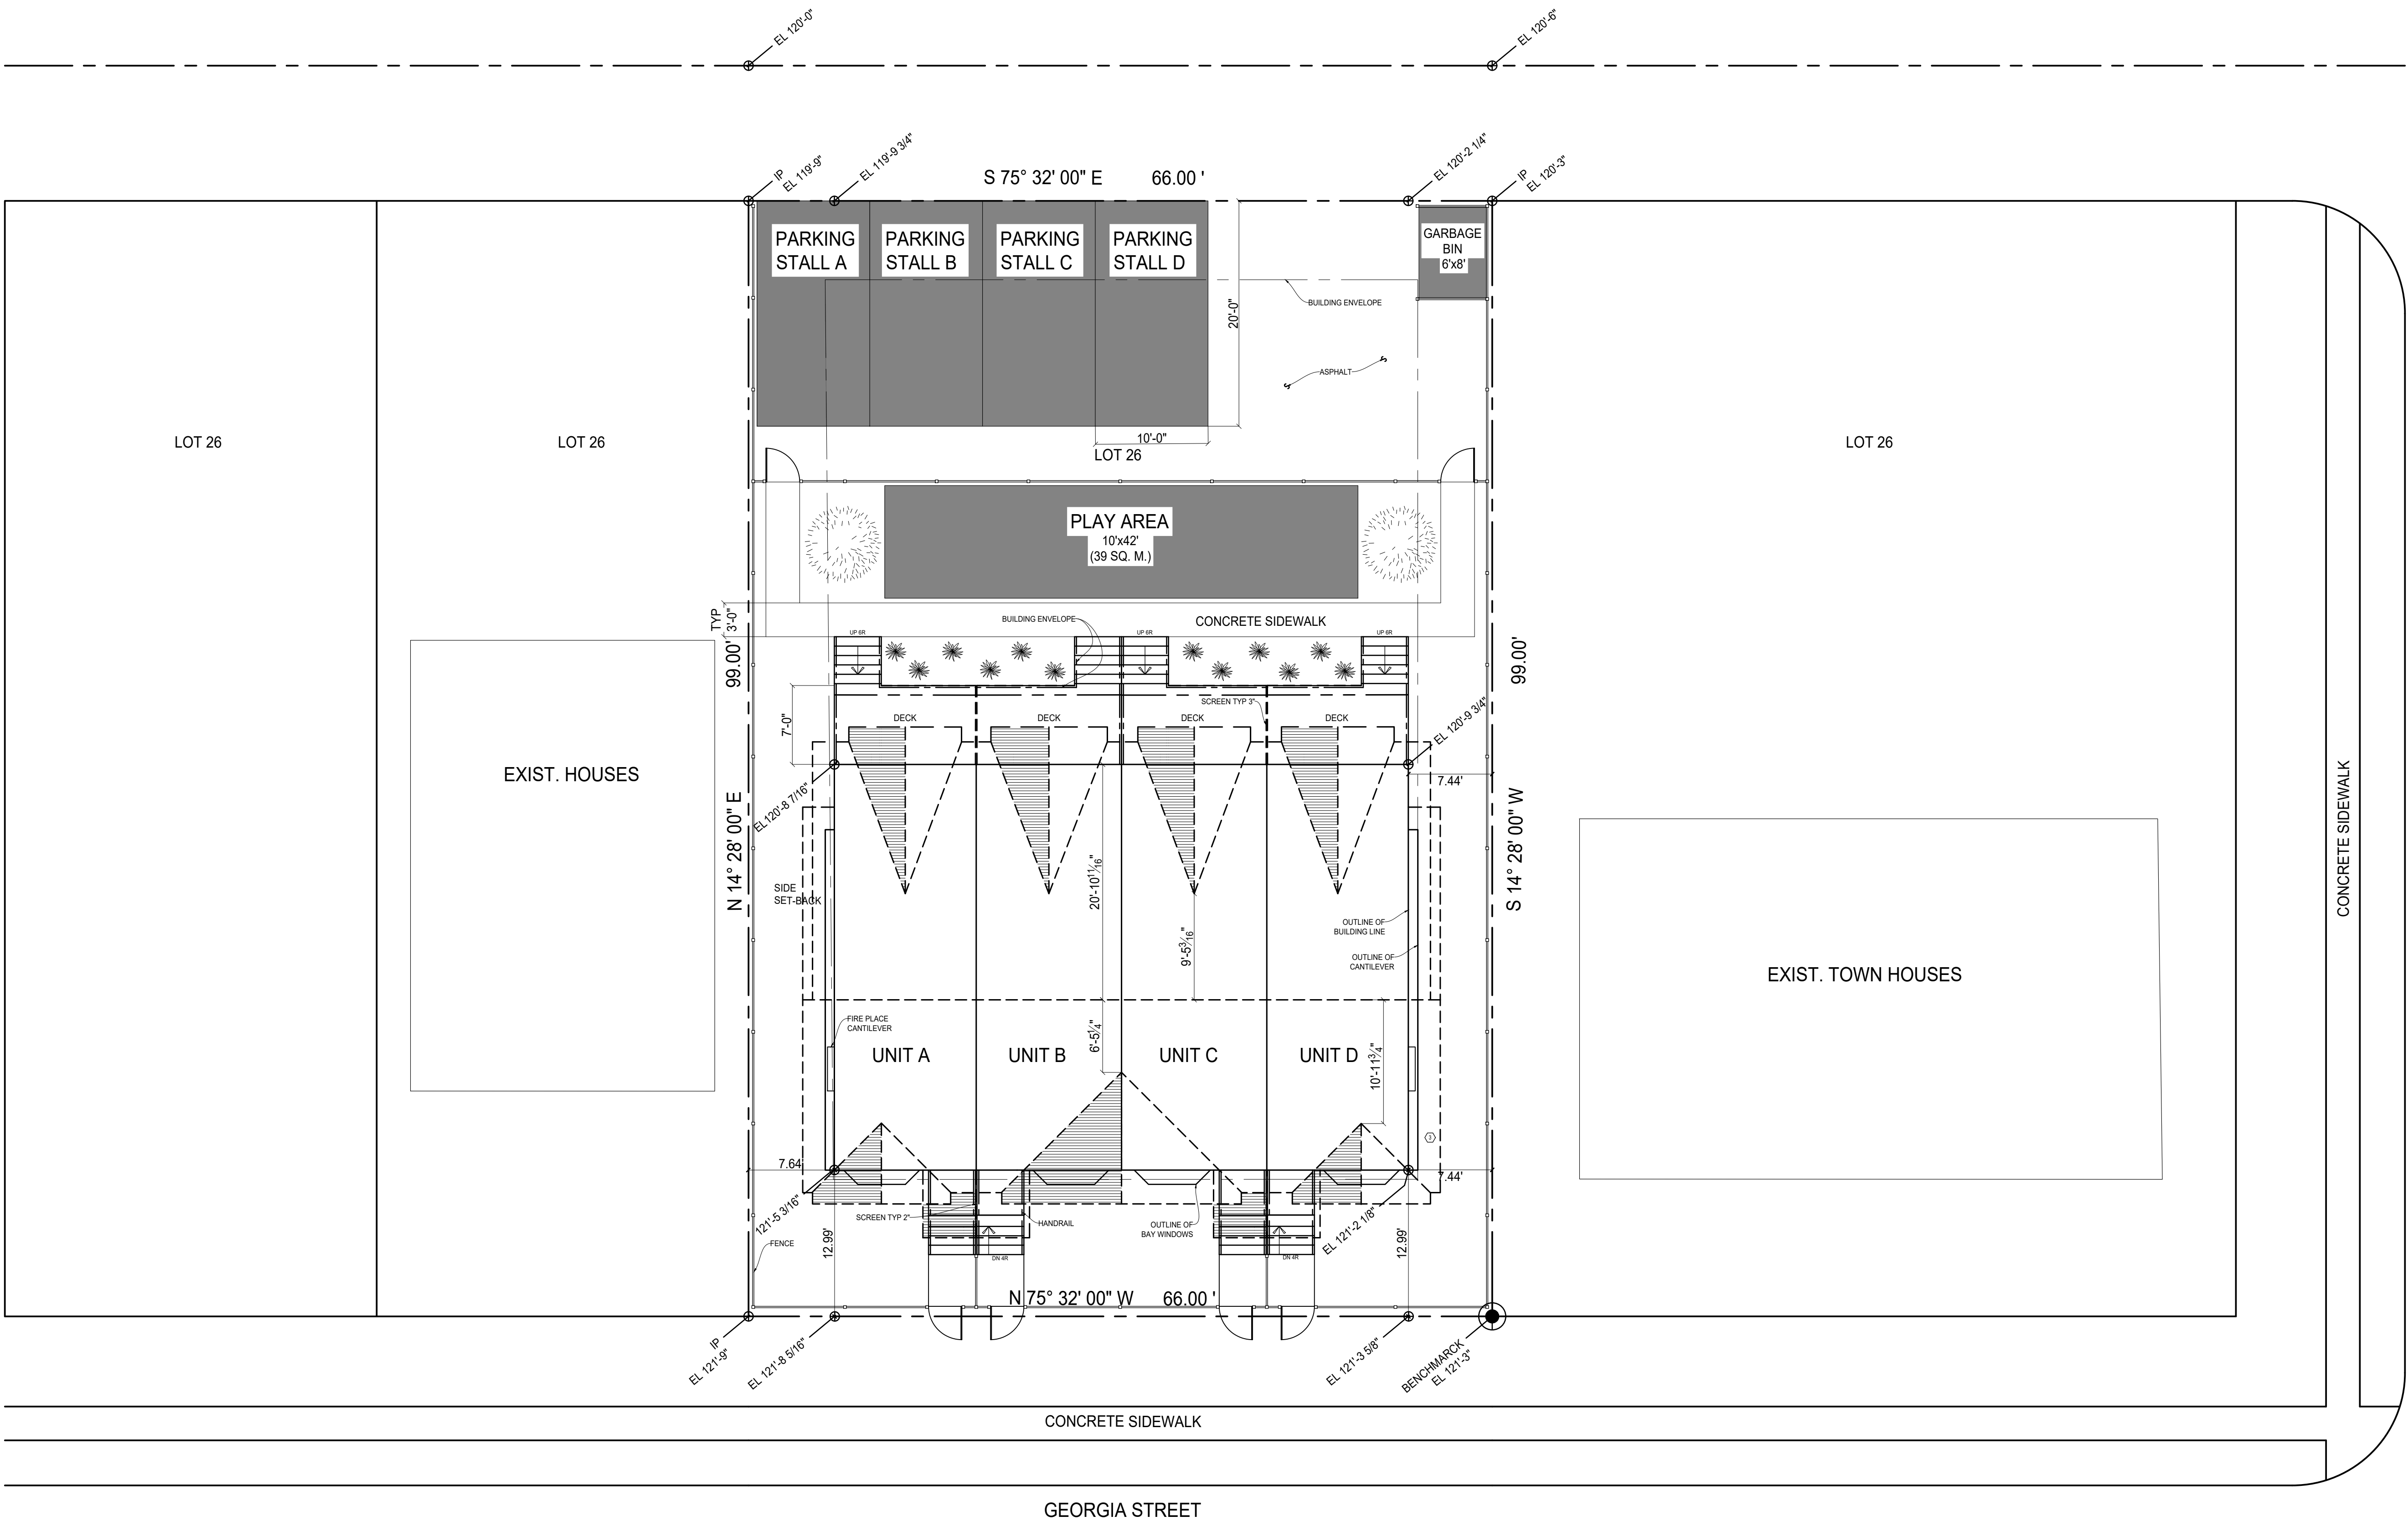 EL 120'-0"
EL 120'-6"
IP
EL 119'-9"
EL 119'-9 3/4"
S 75° 32' 00" E 66.00 '
EL 120'-2 1/4"
IP
EL 120'-3"
PARKING
STALL A
PARKING
STALL B
PARKING
STALL C
PARKING
STALL D
GARBAGE
BIN
6'x8'
BUILDING ENVELOPE
20'-0"
ASPHALT
10'-0"
LOT 26
LOT 26
LOT 26
LOT 26
PLAY AREA
10'x42'
(39 SQ. M.)
TYP
3'-0"
BUILDING ENVELOPE
CONCRETE SIDEWALK
UP 6R
UP 6R
UP 6R
99.00'
99.00'
SCREEN TYP 3"
7'-0"
DECK
DECK
DECK
DECK
EL 120'-9 3/4"
7.44'
EXIST. HOUSES
EL120'-8 7/16"
N 14° 28' 00" E
S 14° 28' 00" W
CONCRETE SIDEWALK
SIDE
SET-BACK
20'-10 11/16"
9'-5 3/16"
OUTLINE OF
BUILDING LINE
OUTLINE OF
CANTILEVER
EXIST. TOWN HOUSES
FIRE PLACE
CANTILEVER
6'-5 1/4"
10'-11 3/4"
UNIT A
UNIT B
UNIT C
UNIT D
3
7.64'
7.44'
121'-5 3/16"
SCREEN TYP 2"
HANDRAIL
OUTLINE OF
BAY WINDOWS
EL 121'-2 1/8"
FENCE
12.99'
12.99'
DN 4R
DN 4R
N 75° 32' 00" W 66.00 '
IP
EL 121'-9"
EL 121'-8 5/16"
EL 121'-3 5/8"
BENCHMARCK
EL 121'-3"
CONCRETE SIDEWALK
GEORGIA STREET